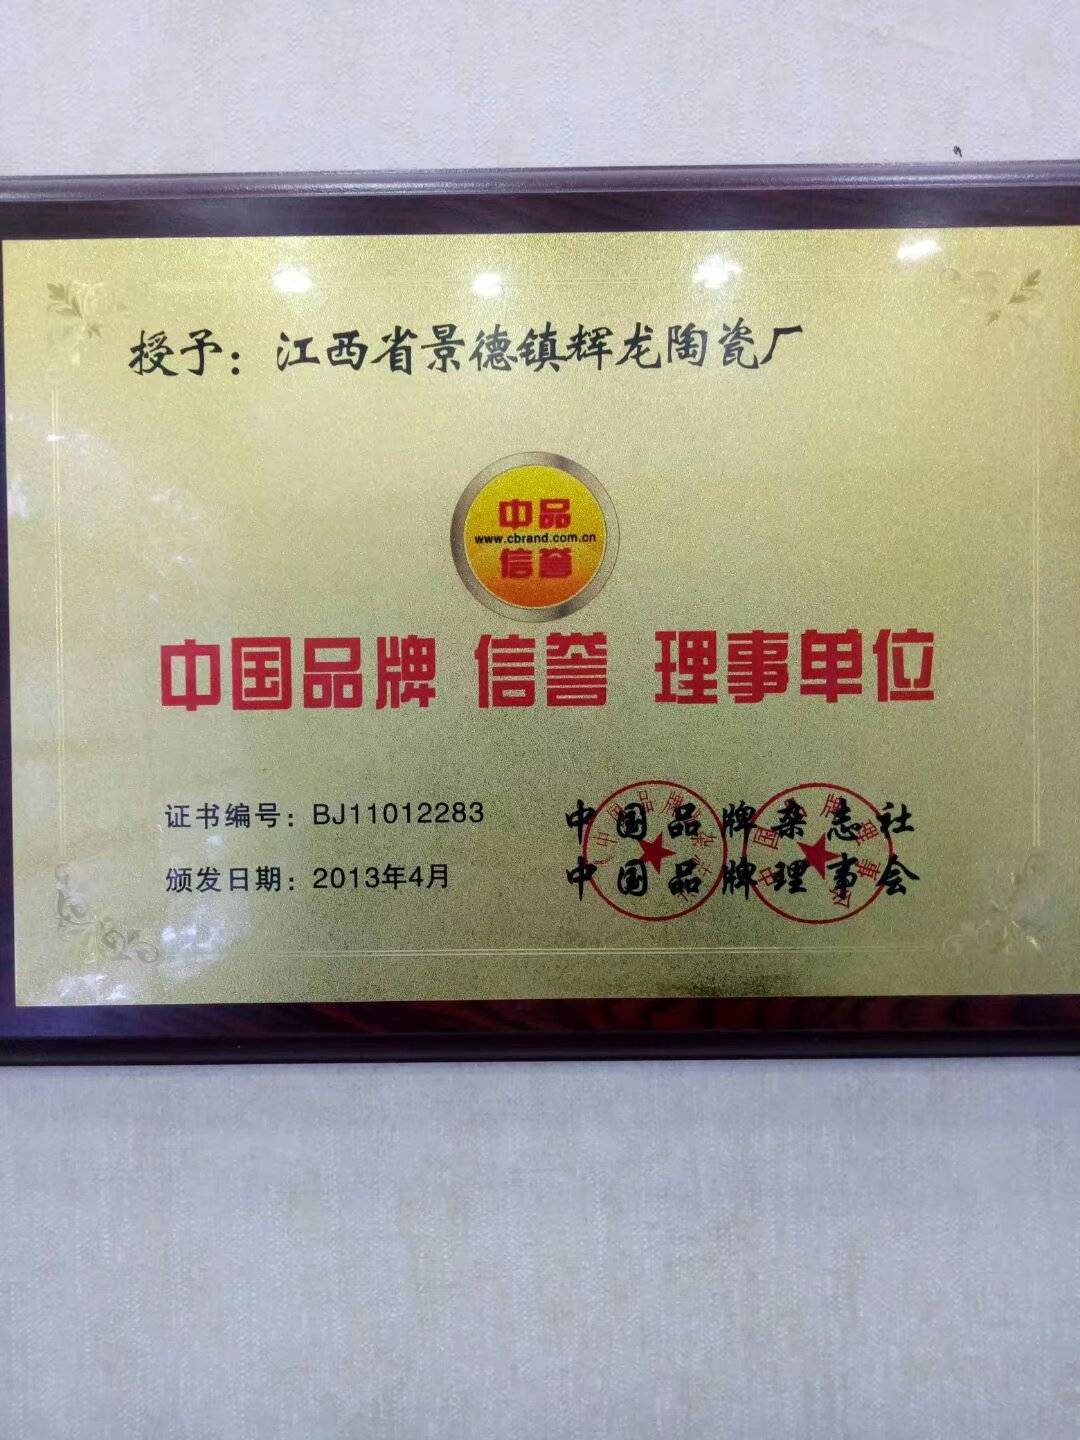 授予：江西省景德镇辉龙陶瓷厂
中品
www.cbrand.com.cn
信誉
中国品牌 信誉 理事单位
证书编号：BJ11012283
颁发日期：2013年4月
中国品牌杂志社
中国品牌理事会